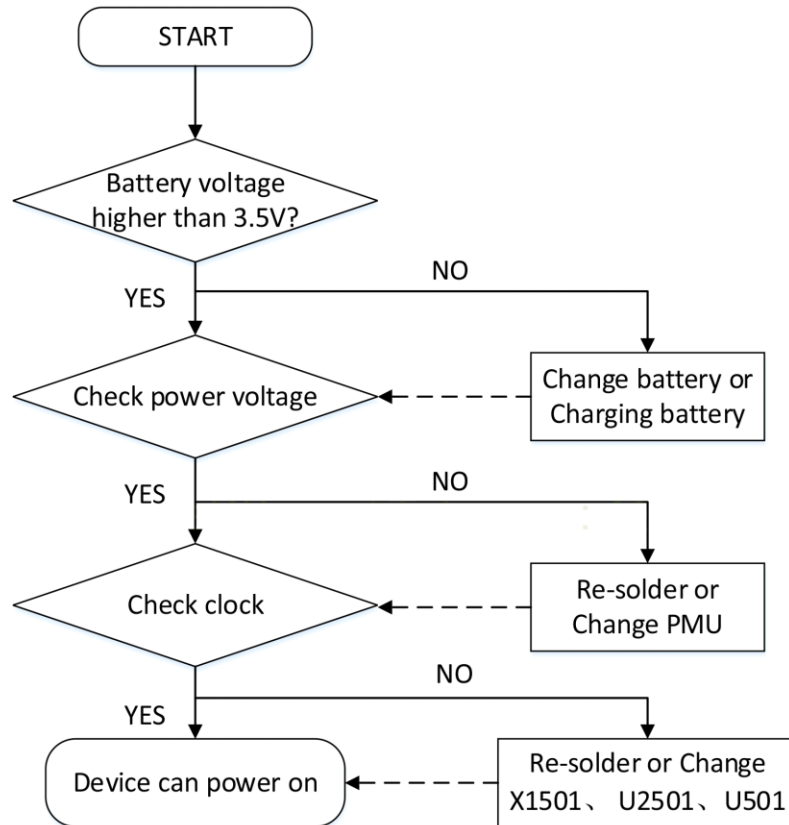 START
Battery voltage
higher than 3.5V?
NO
YES
Check power voltage
Change battery or
Charging battery
NO
YES
Check clock
Re-solder or
Change PMU
NO
YES
Device can power on
Re-solder or Change
X1501、 U2501、U501